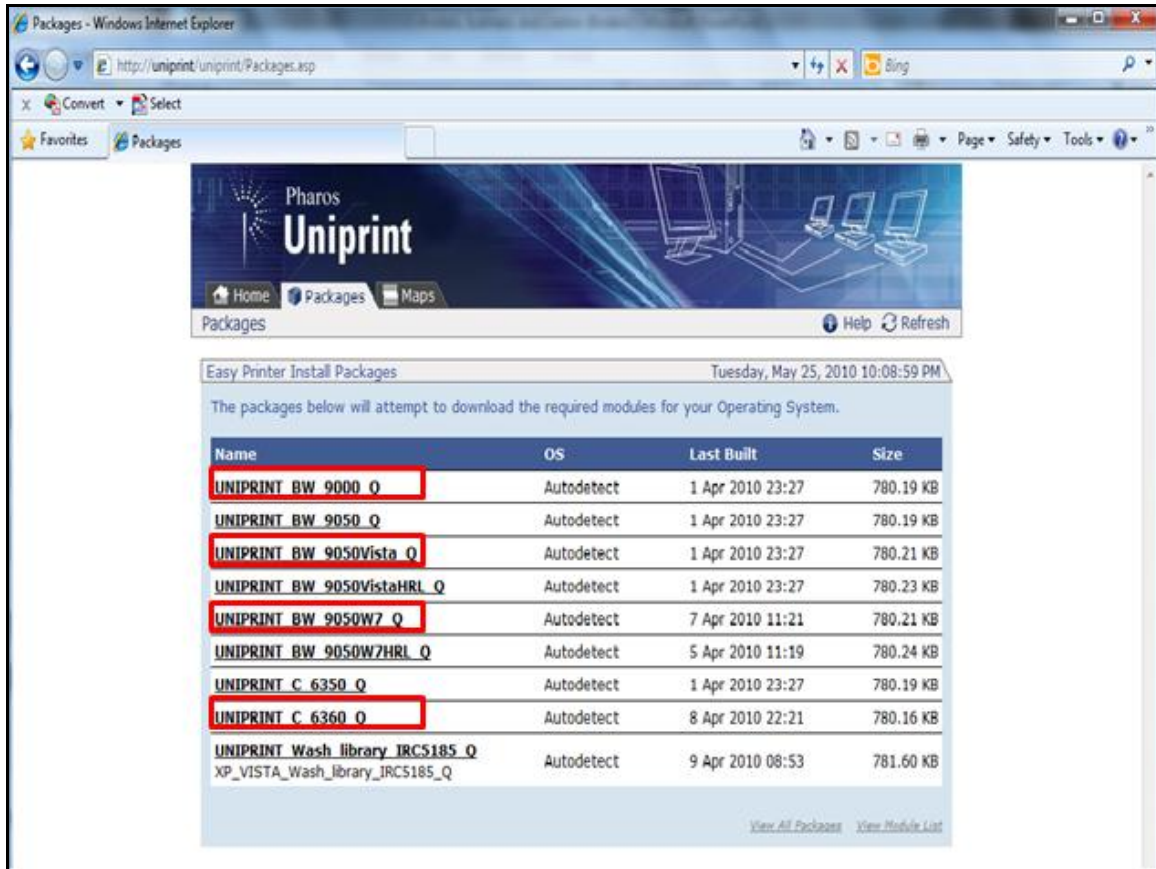 Packages - Windows Internet Explorer
http://uniprint/uniprint/Packages.asp
Bing
x Convert Select
Favorites Packages Page Safety Tools
Pharos
Uniprint
Home Packages Maps
Packages Help Refresh
Easy Printer Install Packages Tuesday, May 25, 2010 10:08:59 PM
The packages below will attempt to download the required modules for your Operating System.
Name OS Last Built Size
UNIPRINT_BW_9000_Q Autodetect 1 Apr 2010 23:27 780.19 KB
UNIPRINT_BW_9050_Q Autodetect 1 Apr 2010 23:27 780.19 KB
UNIPRINT_BW_9050Vista_Q Autodetect 1 Apr 2010 23:27 780.21 KB
UNIPRINT_BW_9050VistaHRL_Q Autodetect 1 Apr 2010 23:27 780.23 KB
UNIPRINT_BW_9050W7_Q Autodetect 7 Apr 2010 11:21 780.21 KB
UNIPRINT_BW_9050W7HRL_Q Autodetect 5 Apr 2010 11:19 780.24 KB
UNIPRINT_C_6350_Q Autodetect 1 Apr 2010 23:27 780.19 KB
UNIPRINT_C_6360_Q Autodetect 8 Apr 2010 22:21 780.16 KB
UNIPRINT_Wash_library_IRC5185_Q Autodetect 9 Apr 2010 08:53 781.60 KB
XP_VISTA_Wash_library_IRC5185_Q
View All Packages View Module List